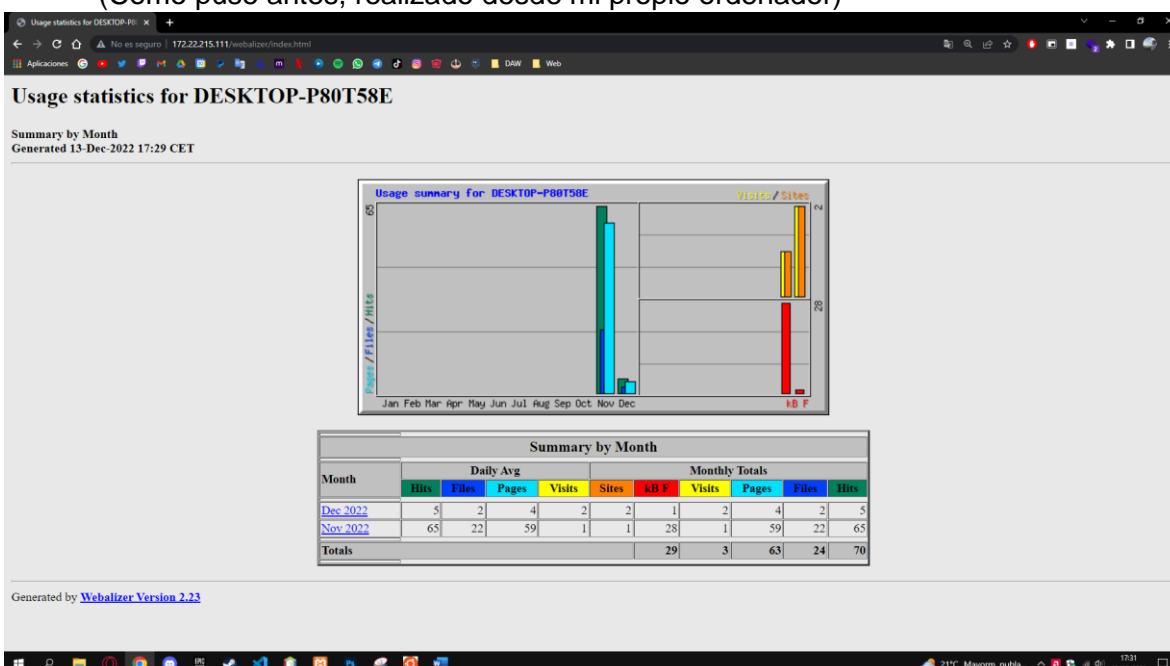 (Como puse antes, realizado desde mi propio ordenador)
Usage statistics for DESKTOP-P80
No es seguro | 172.22.215.111/webalizer/index.html
Aplicaciones DAW Web
Usage statistics for DESKTOP-P80T58E
Summary by Month
Generated 13-Dec-2022 17:29 CET
Usage summary for DESKTOP-P80T58E
Visits/Sites
65
2
28
Pages/Files/Hits
Jan Feb Mar Apr May Jun Jul Aug Sep Oct Nov Dec
kB F
Summary by Month
Month Daily Avg Monthly Totals
Hits Files Pages Visits Sites kB F Visits Pages Files Hits
Dec 2022 5 2 4 2 2 1 2 4 2 5
Nov 2022 65 22 59 1 1 28 1 59 22 65
Totals 29 3 63 24 70
Generated by Webalizer Version 2.23
21°C Mayorm. nubla 17:31